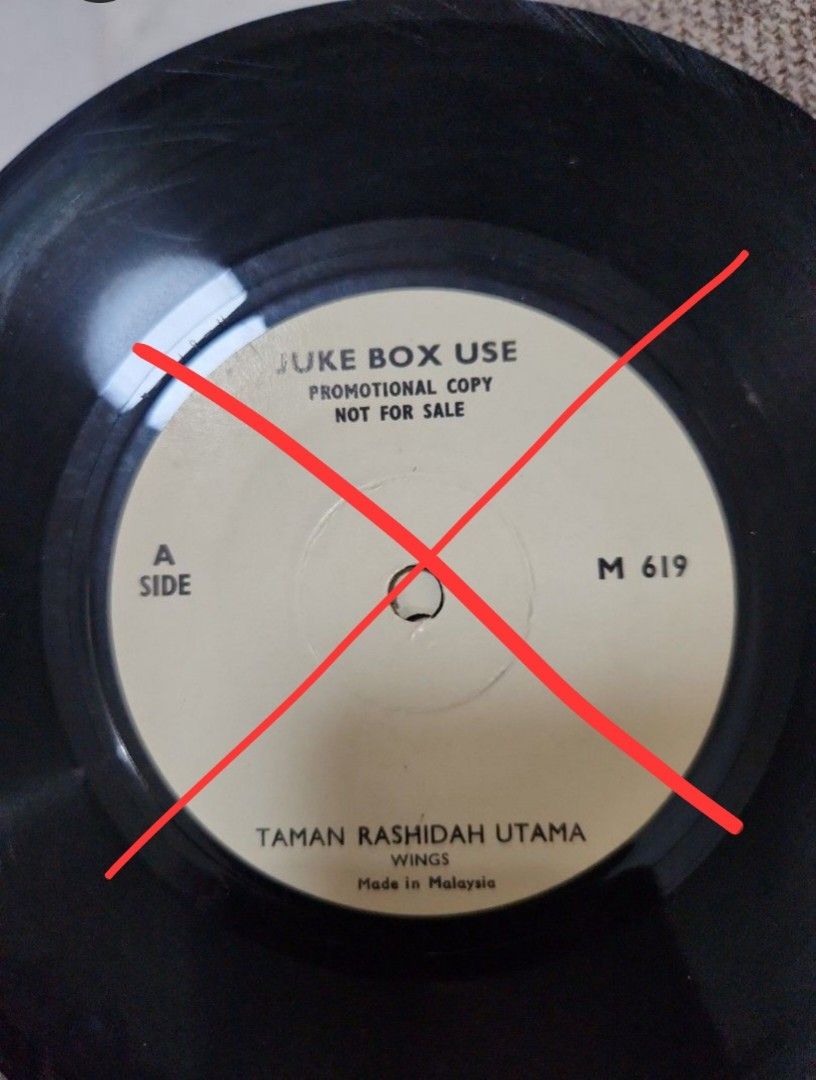 JUKE BOX USE
PROMOTIONAL COPY
NOT FOR SALE
A
SIDE
M 619
TAMAN RASHIDAH UTAMA
WINGS
Made in Malaysia